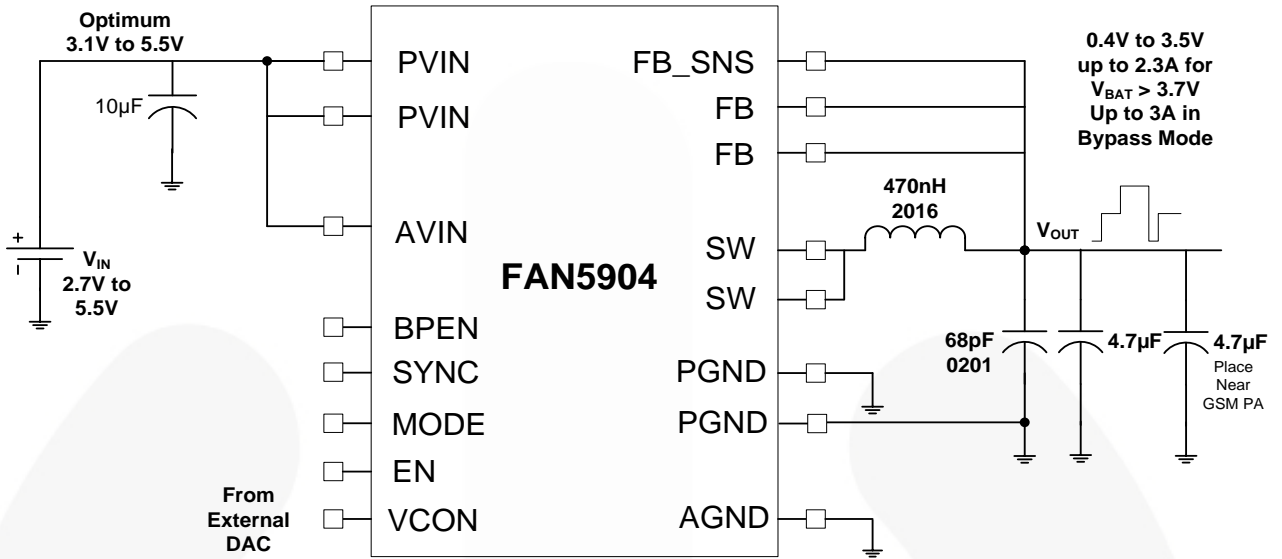 Optimum
3.1V to 5.5V
10µF
+
V_IN
2.7V to
5.5V
From
External
DAC
PVIN
PVIN
AVIN
BPEN
SYNC
MODE
EN
VCON
FAN5904
FB_SNS
FB
FB
SW
SW
PGND
PGND
AGND
470nH
2016
V_OUT
0.4V to 3.5V
up to 2.3A for
V_BAT > 3.7V
Up to 3A in
Bypass Mode
68pF
0201
4.7µF
4.7µF
Place
Near
GSM PA